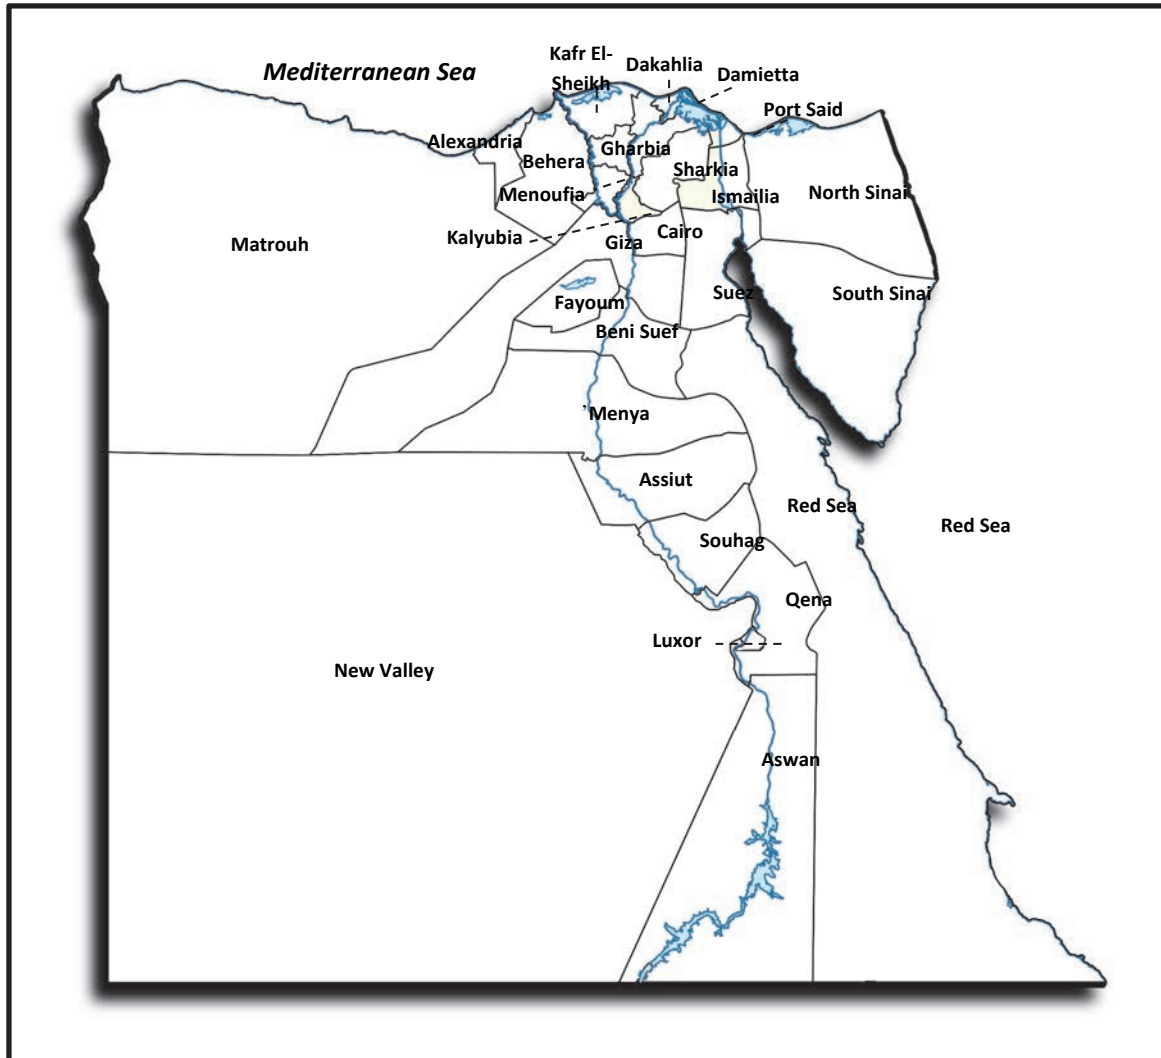 Kafr El-
Sheikh
Dakahlia
Damietta
Mediterranean Sea
Port Said
Alexandria
Behera
Gharbia
Sharkia
Menoufia
Ismailia
North Sinai
Kalyubia
Giza
Cairo
Matrouh
Fayoum
Suez
South Sinai
Beni Suef
'Menya
Assiut
Red Sea
Red Sea
Souhag
Qena
Luxor
New Valley
Aswan